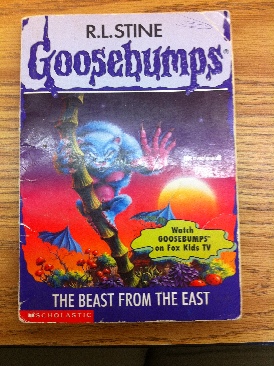 R.L.STINE
Goosebumps
Watch
GOOSEBUMPS
on Fox Kids TV
THE BEAST FROM THE EAST
SCHOLASTIC